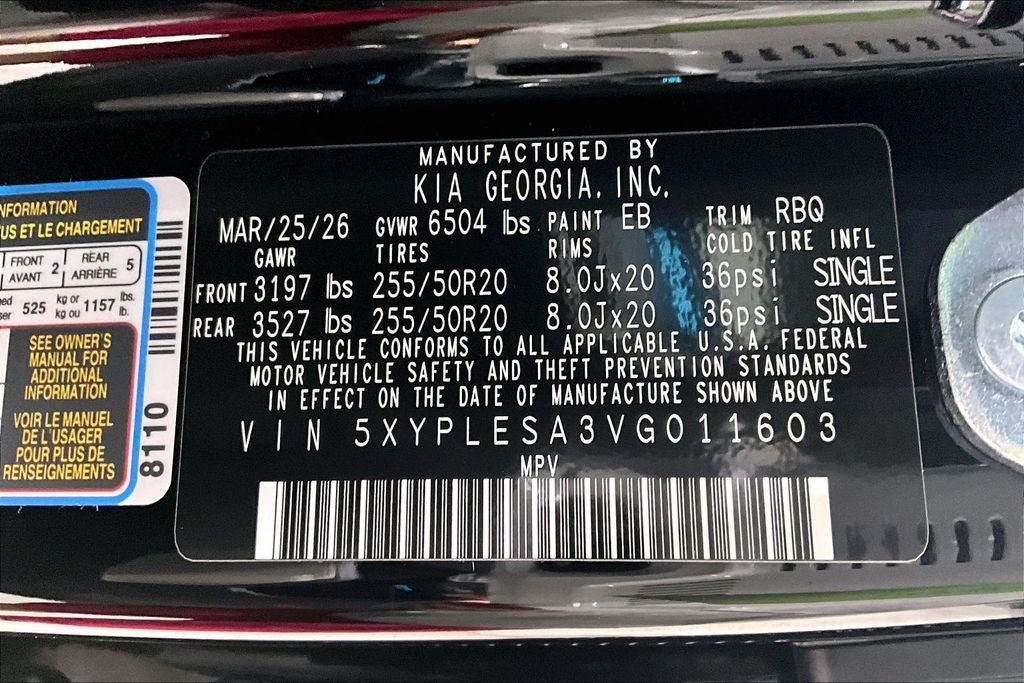 MANUFACTURED BY
KIA GEORGIA, INC.
MAR/25/26 GVWR 6504 lbs PAINT EB TRIM RBQ
GAWR TIRES RIMS COLD TIRE INFL
FRONT 3197 lbs 255/50R20 8.0Jx20 36psi SINGLE
REAR 3527 lbs 255/50R20 8.0Jx20 36psi SINGLE
THIS VEHICLE CONFORMS TO ALL APPLICABLE U.S.A. FEDERAL
MOTOR VEHICLE SAFETY AND THEFT PREVENTION STANDARDS
IN EFFECT ON THE DATE OF MANUFACTURE SHOWN ABOVE
VIN 5XYPLESA3VG011603
MPV
ET LE CHARGEMENT
FRONT AVANT 2 REAR ARRIÈRE 5
525 kg or kg ou 1157 lbs. lb.
SEE OWNER'S
MANUAL FOR
ADDITIONAL
INFORMATION
VOIR LE MANUEL
DE L'USAGER
POUR PLUS DE
RENSEIGNEMENTS
8110